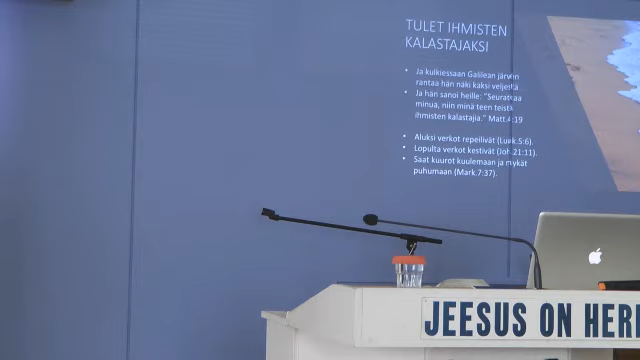 TULET IHMISTEN
KALASTAJAKSI
• Ja kulkiessaan Galilean järven
rantaa hän näki kaksi veljestä
• Ja hän sanoi heille: "Seuratkaa
minua, niin minä teen teistä
ihmisten kalastajia." Matt.4:19
• Aluksi verkot repeilivät (Luuk.5:6).
• Lopulta verkot kestivät (Joh.21:11).
• Saat kuurot kuulemaan ja mykät
puhumaan (Mark.7:37).
JEESUS ON HER